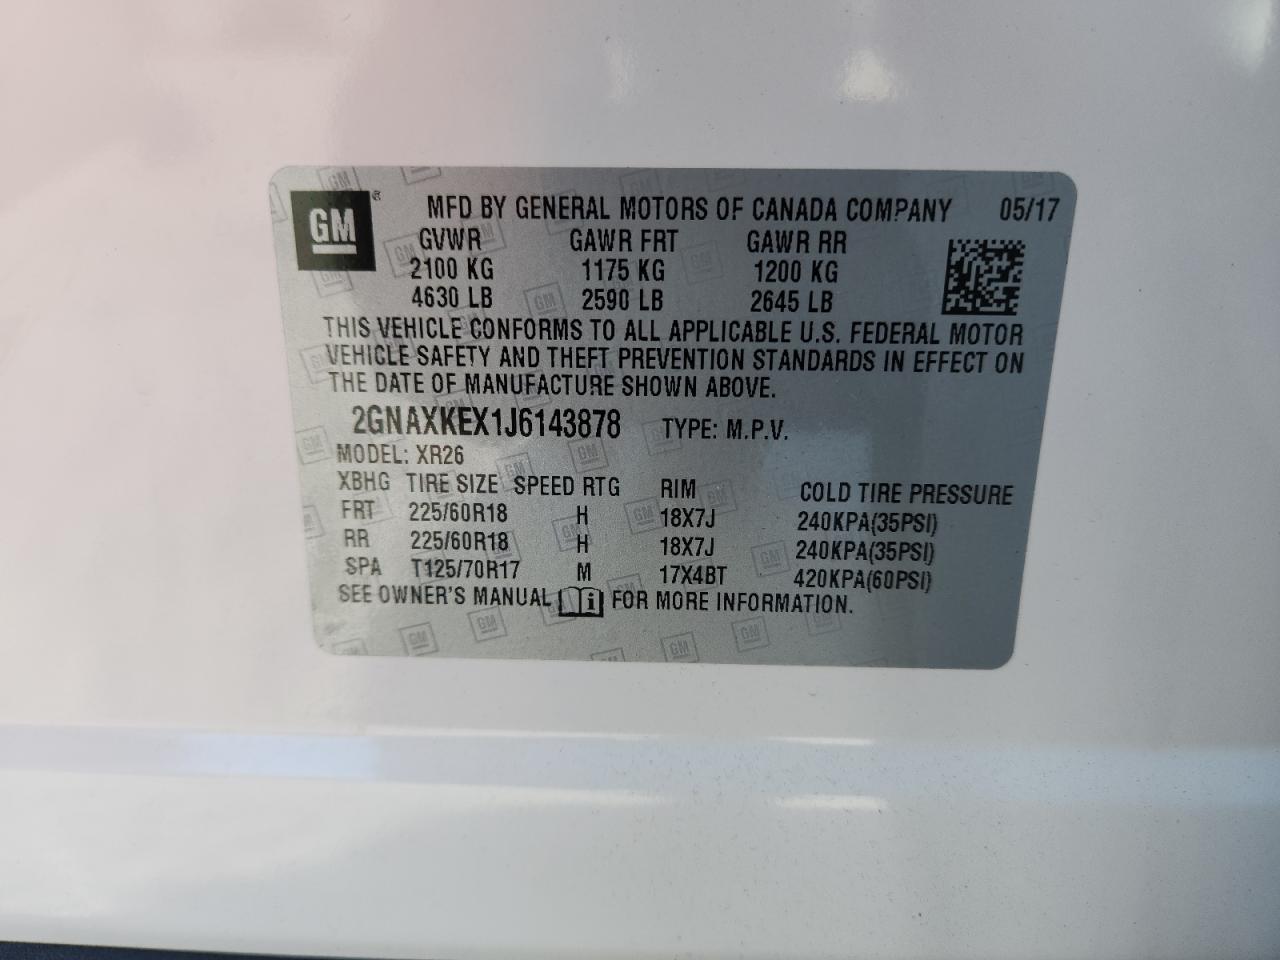 GM ® MFD BY GENERAL MOTORS OF CANADA COMPANY 05/17
GVWR GAWR FRT GAWR RR
2100 KG 1175 KG 1200 KG
4630 LB 2590 LB 2645 LB
THIS VEHICLE CONFORMS TO ALL APPLICABLE U.S. FEDERAL MOTOR
VEHICLE SAFETY AND THEFT PREVENTION STANDARDS IN EFFECT ON
THE DATE OF MANUFACTURE SHOWN ABOVE.
2GNAXKEX1J6143878 TYPE: M.P.V.
MODEL: XR26
XBHG TIRE SIZE SPEED RTG RIM COLD TIRE PRESSURE
FRT 225/60R18 H 18X7J 240KPA(35PSI)
RR 225/60R18 H 18X7J 240KPA(35PSI)
SPA T125/70R17 M 17X4BT 420KPA(60PSI)
SEE OWNER'S MANUAL i FOR MORE INFORMATION.